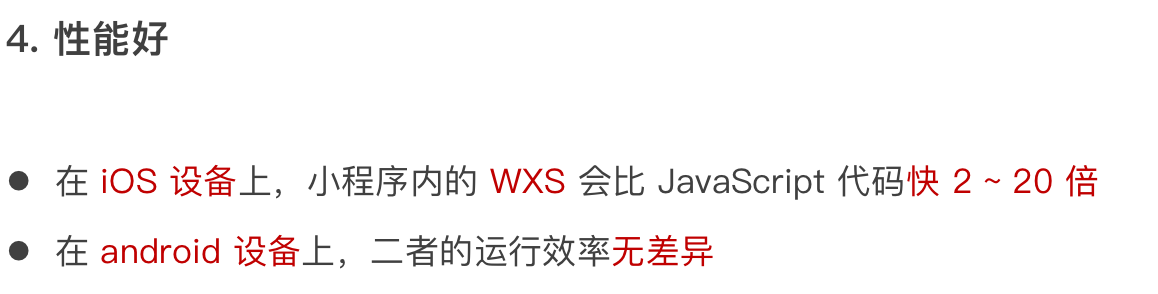 4. 性能好
● 在 iOS 设备上，小程序内的 WXS 会比 JavaScript 代码快 2 ~ 20 倍
● 在 android 设备上，二者的运行效率无差异